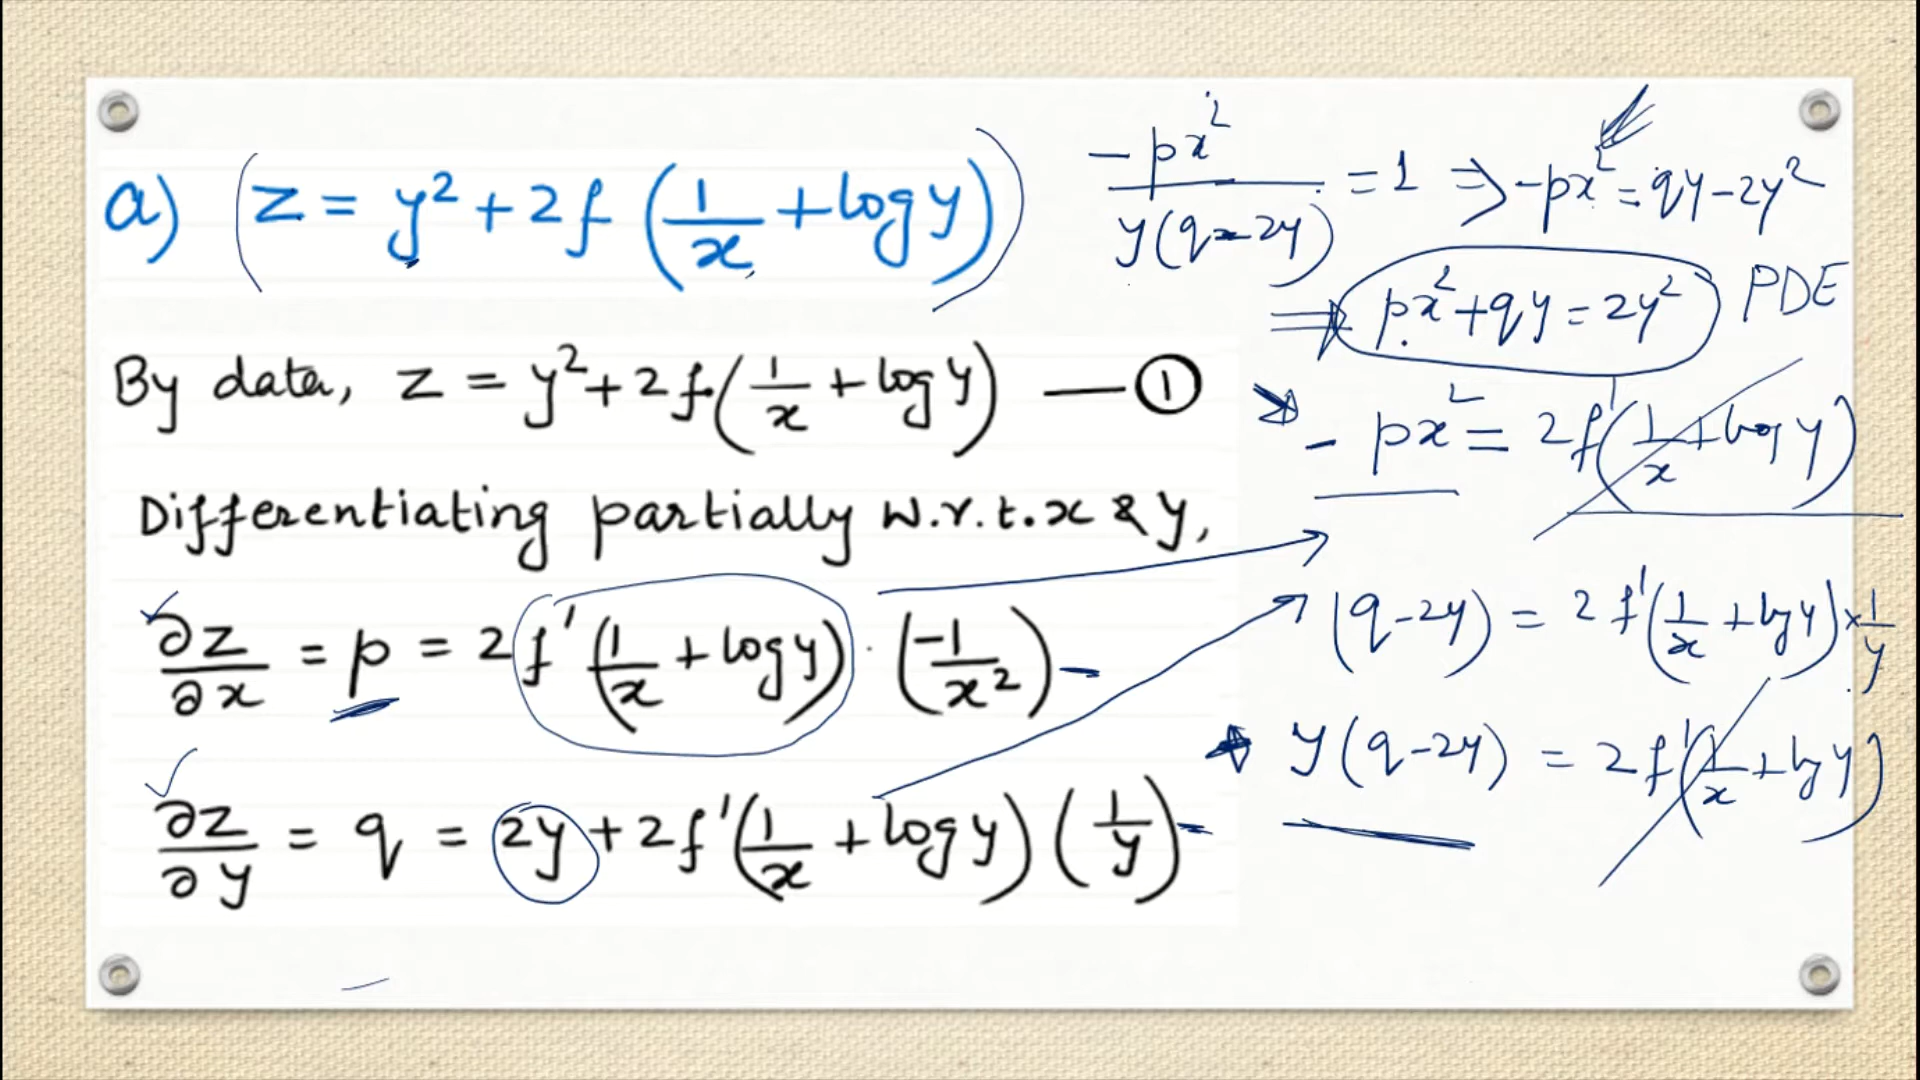 a) (z = y² + 2f (1/x + log y))
By data, z = y² + 2f(1/x + log y) — ①
Differentiating partially w.r.t. x & y,
∂z/∂x = p = 2f'(1/x + log y) · (-1/x²)
∂z/∂y = q = 2y + 2f'(1/x + log y) (1/y)
-px²/y(q-2y) = 1 ⇒ -px² = qy - 2y²
⇒ px² + qy = 2y² PDE
-px² = 2f'(1/x + log y)
(q-2y) = 2f'(1/x + log y) × 1/y
y(q-2y) = 2f'(1/x + log y)